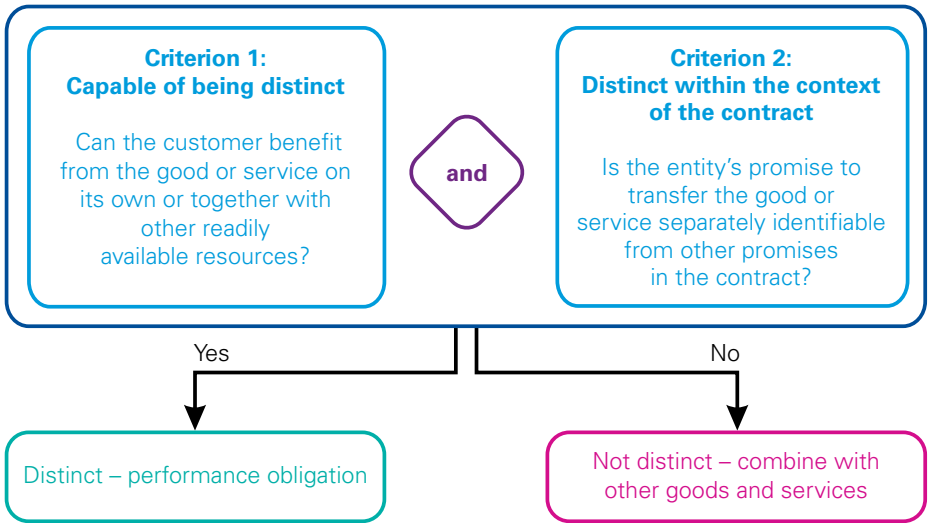 Criterion 1:
Capable of being distinct
Can the customer benefit
from the good or service on
its own or together with
other readily
available resources?
and
Criterion 2:
Distinct within the context
of the contract
Is the entity’s promise to
transfer the good or
service separately identifiable
from other promises
in the contract?
Yes
No
Distinct – performance obligation
Not distinct – combine with
other goods and services